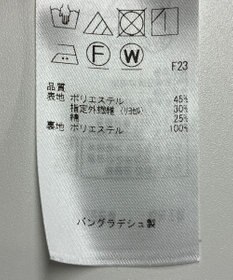 F
W
F23
品質
表地 ポリエステル 45%
指定外繊維(リヨセル) 30%
綿 25%
裏地 ポリエステル 100%
バングラデシュ製